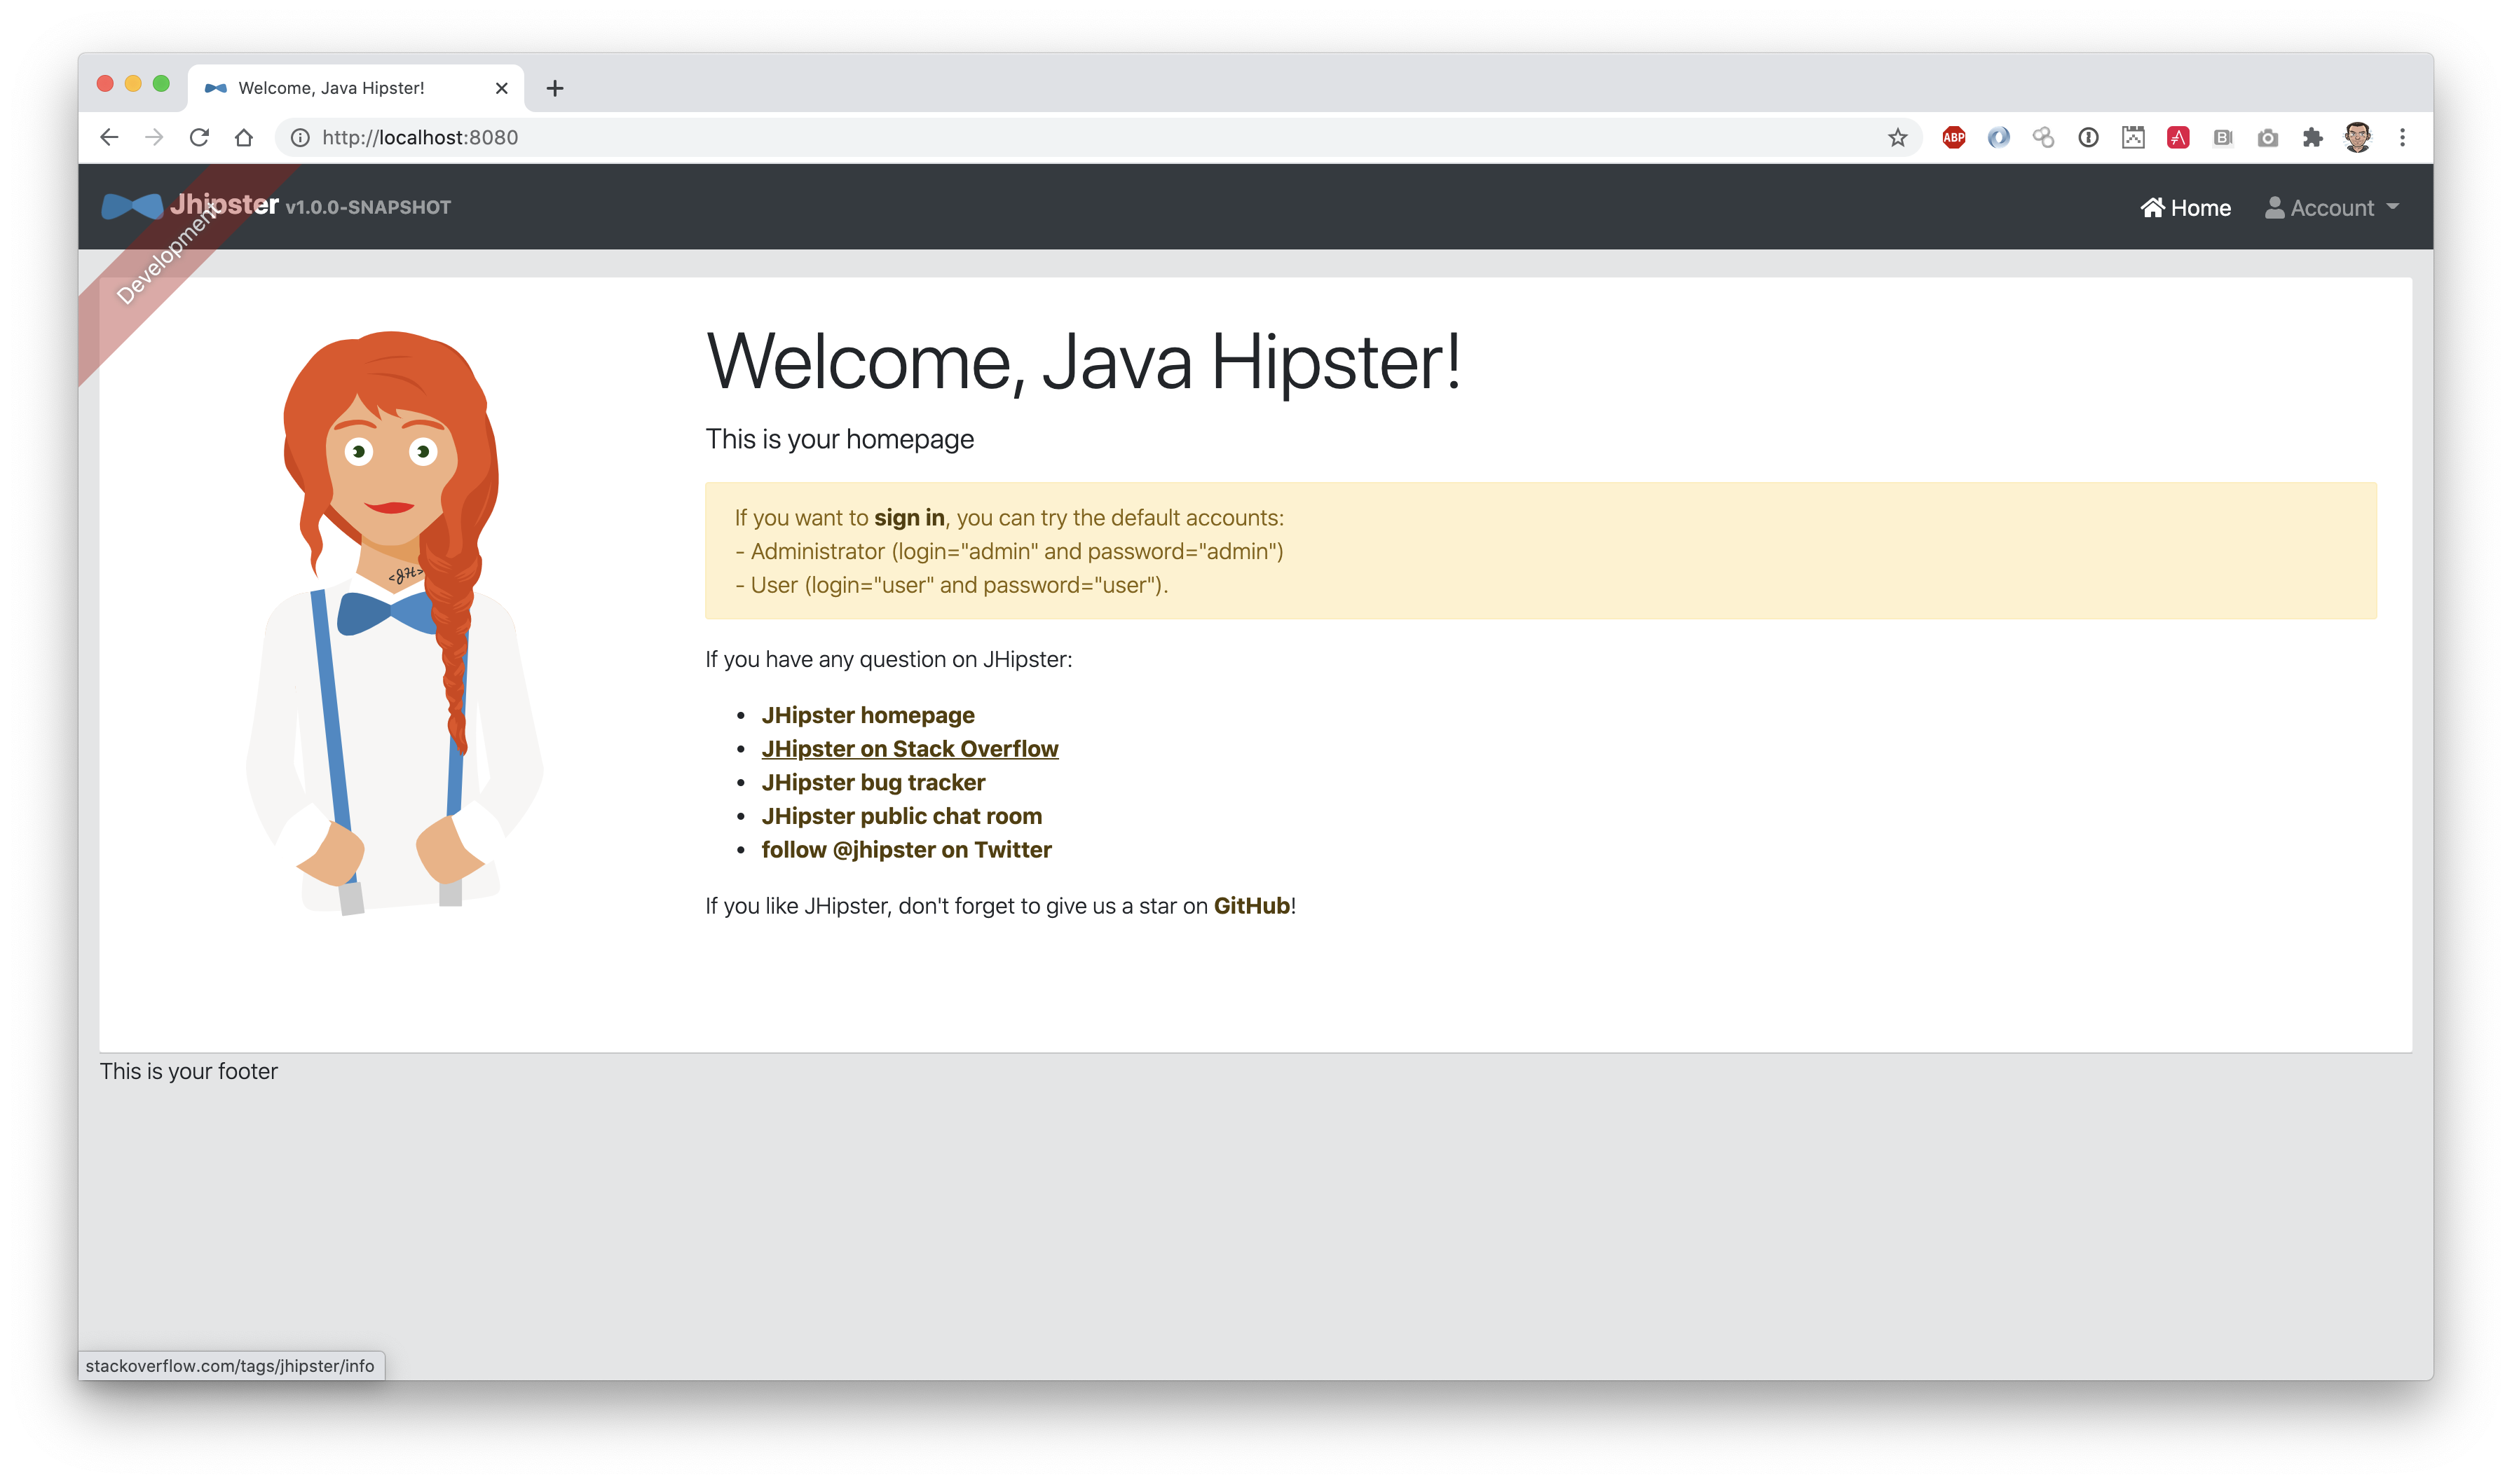 Welcome, Java Hipster!
http://localhost:8080
ABP
Jhipster v1.0.0-SNAPSHOT
Home
Account
Development
Welcome, Java Hipster!
This is your homepage
If you want to sign in, you can try the default accounts:
- Administrator (login="admin" and password="admin")
- User (login="user" and password="user").
<JH>
If you have any question on JHipster:
• JHipster homepage
• JHipster on Stack Overflow
• JHipster bug tracker
• JHipster public chat room
• follow @jhipster on Twitter
If you like JHipster, don't forget to give us a star on GitHub!
This is your footer
stackoverflow.com/tags/jhipster/info